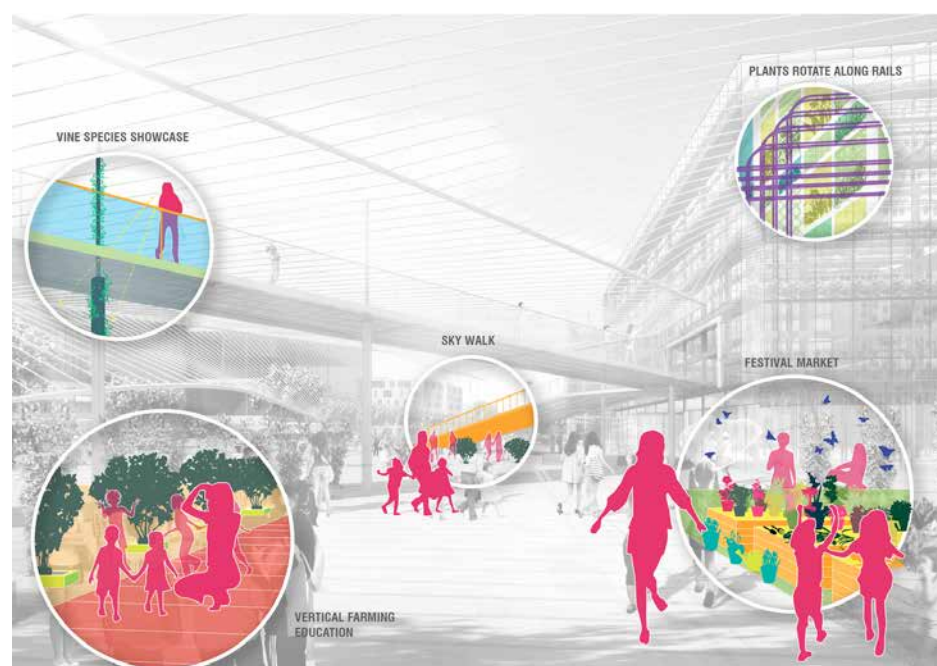 PLANTS ROTATE ALONG RAILS
VINE SPECIES SHOWCASE
SKY WALK
FESTIVAL MARKET
VERTICAL FARMING
EDUCATION